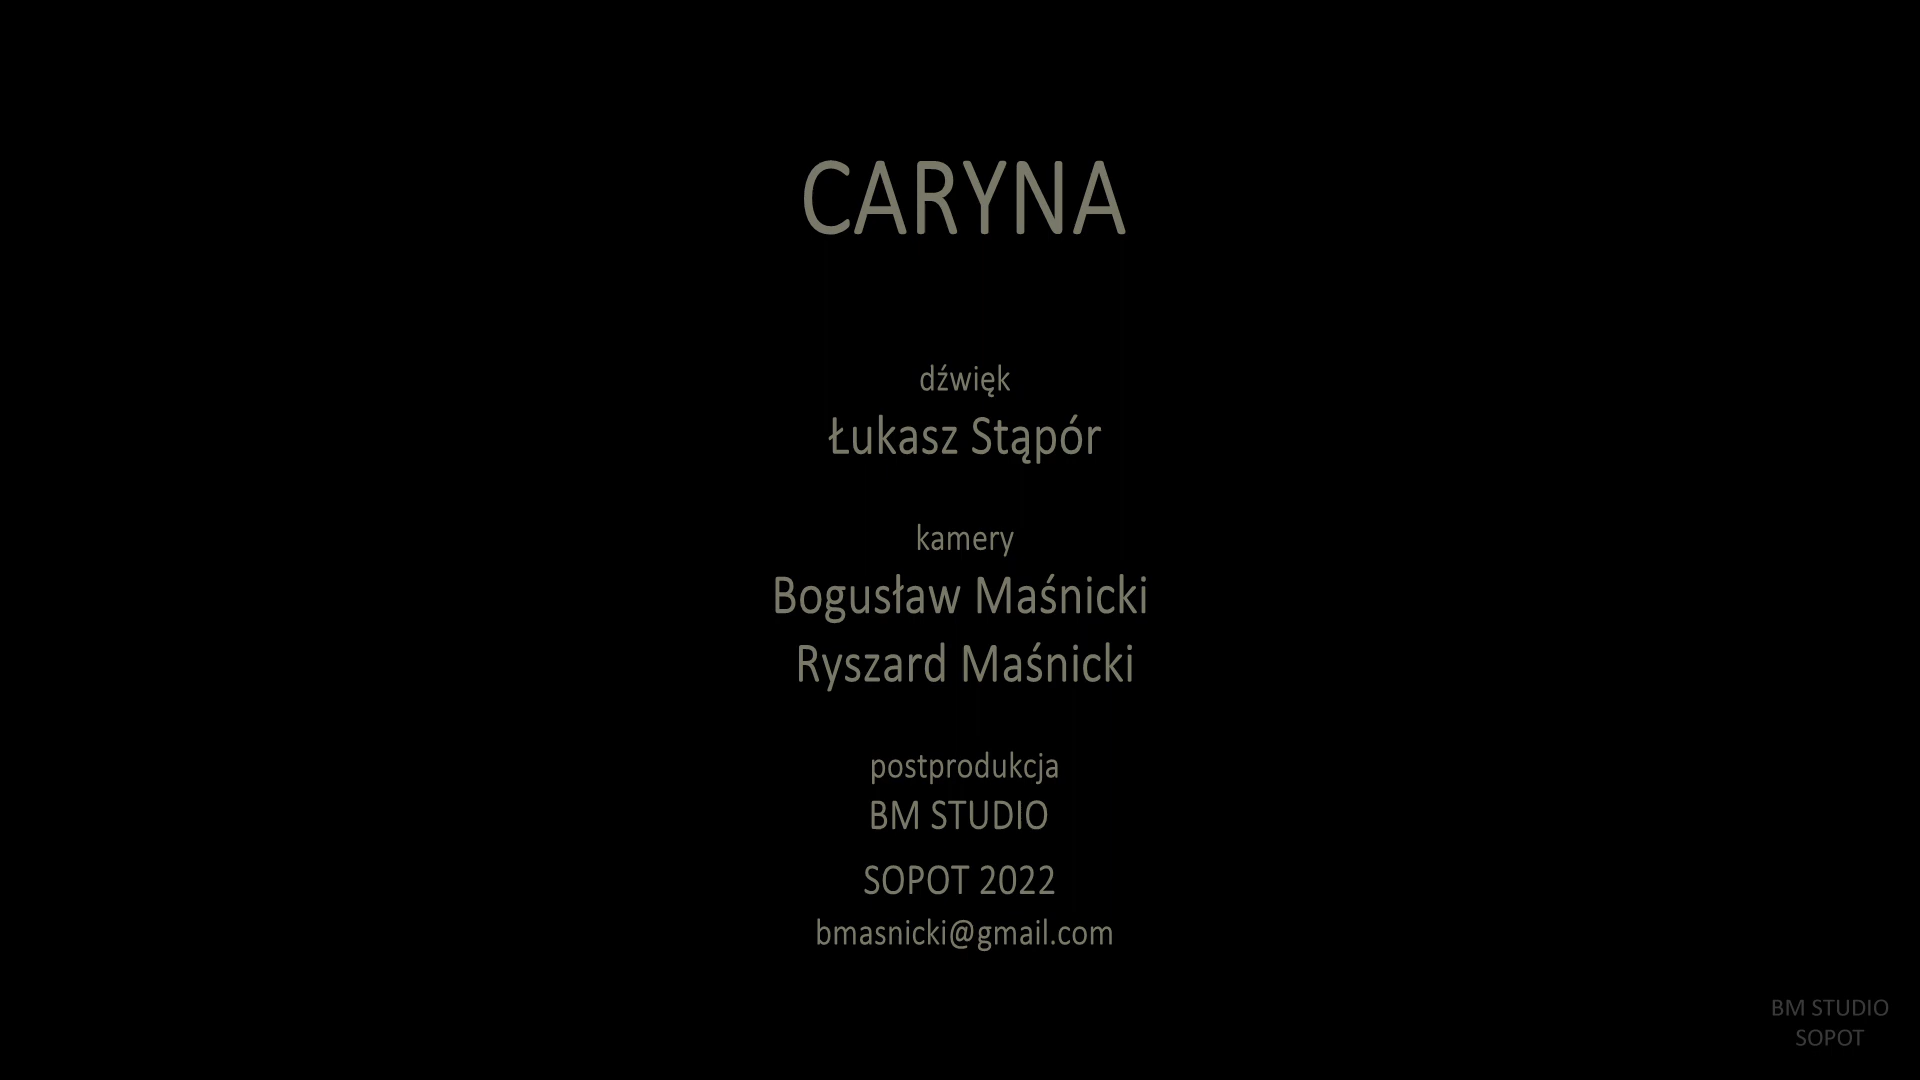 CARYNA
dźwięk
Łukasz Stąpór
kamery
Bogusław Maśnicki
Ryszard Maśnicki
postprodukcja
BM STUDIO
SOPOT 2022
bmasnicki@gmail.com
BM STUDIO
SOPOT